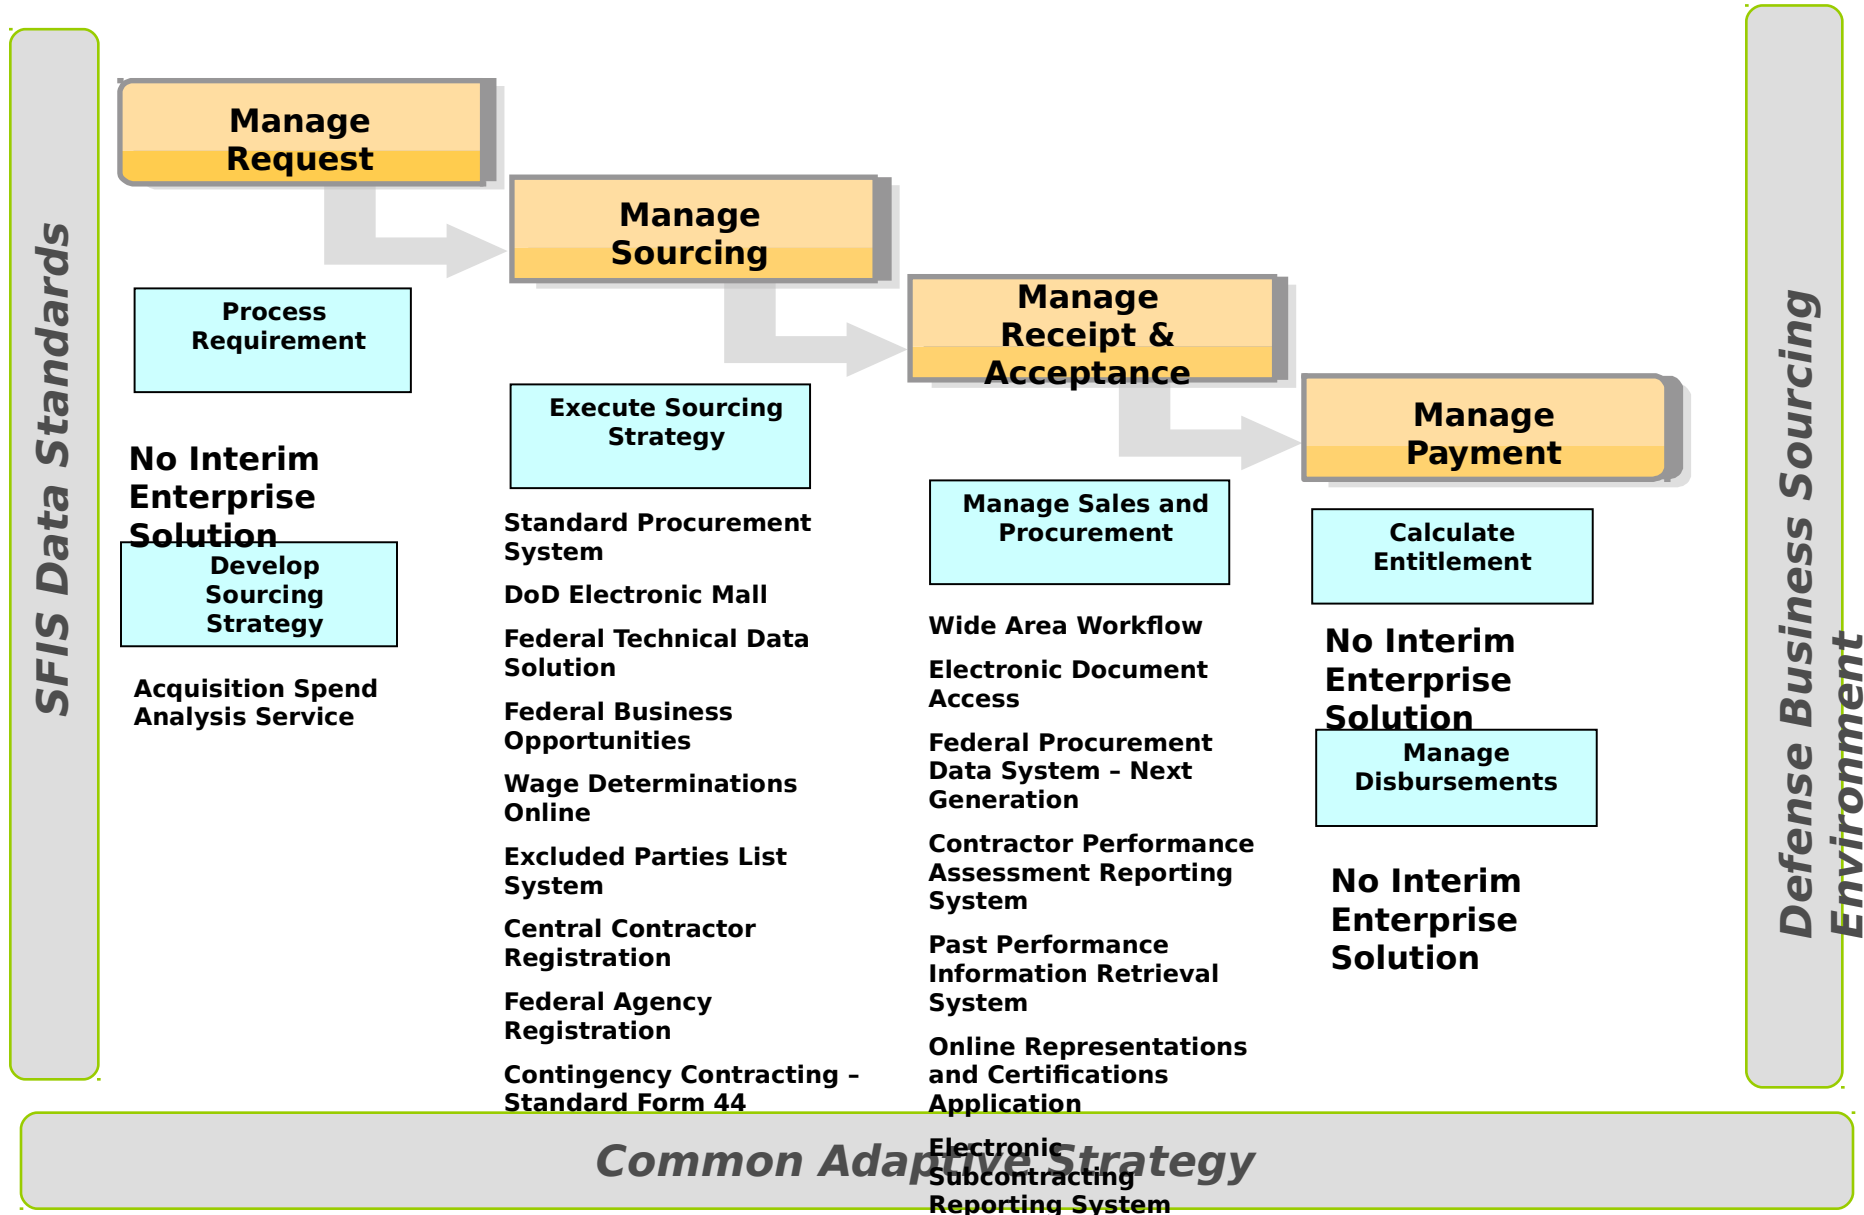 SFIS Data Standards
Manage
Request
Process
Requirement
No Interim
Enterprise
Solution
Develop
Sourcing
Strategy
Acquisition Spend
Analysis Service
Manage
Sourcing
Execute Sourcing
Strategy
Standard Procurement
System
DoD Electronic Mall
Federal Technical Data
Solution
Federal Business
Opportunities
Wage Determinations
Online
Excluded Parties List
System
Central Contractor
Registration
Federal Agency
Registration
Contingency Contracting –
Standard Form 44
Manage
Receipt &
Acceptance
Manage Sales and
Procurement
Wide Area Workflow
Electronic Document
Access
Federal Procurement
Data System – Next
Generation
Contractor Performance
Assessment Reporting
System
Past Performance
Information Retrieval
System
Online Representations
and Certifications
Application
Electronic
Subcontracting
Reporting System
Manage
Payment
Calculate
Entitlement
No Interim
Enterprise
Solution
Manage
Disbursements
No Interim
Enterprise
Solution
Defense Business Sourcing
Environment
Common Adaptive Strategy